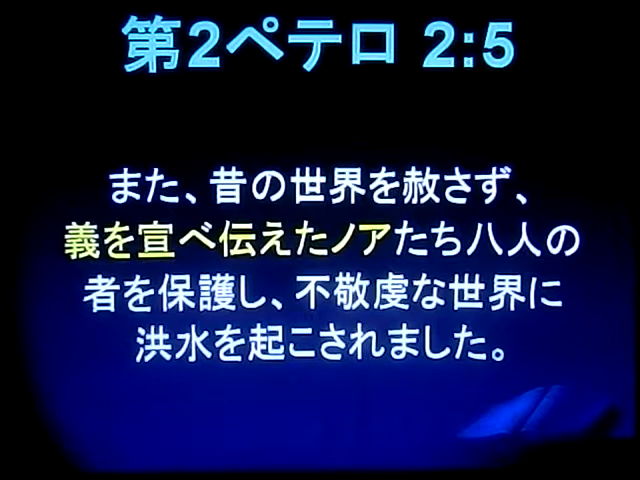 第2ペテロ 2:5
また、昔の世界を赦さず、
義を宣べ伝えたノアたち八人の
者を保護し、不敬虔な世界に
洪水を起こされました。